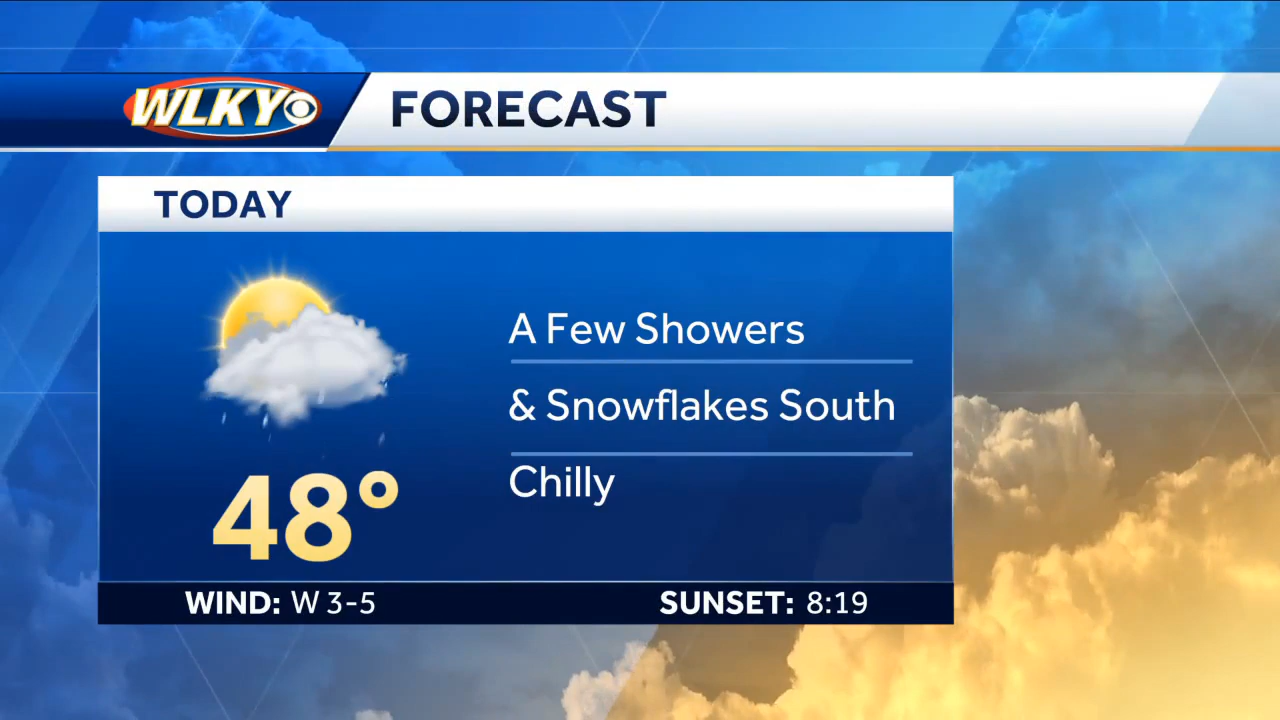 WLKY
FORECAST
TODAY
A Few Showers
& Snowflakes South
Chilly
48°
WIND: W 3-5
SUNSET: 8:19